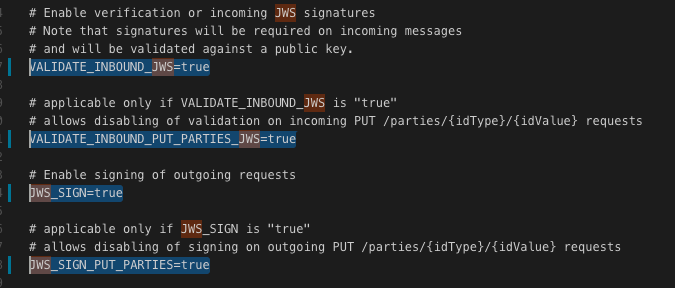 # Enable verification or incoming JWS signatures
# Note that signatures will be required on incoming messages
# and will be validated against a public key.
VALIDATE_INBOUND_JWS=true
# applicable only if VALIDATE_INBOUND_JWS is "true"
# allows disabling of validation on incoming PUT /parties/{idType}/{idValue} requests
VALIDATE_INBOUND_PUT_PARTIES_JWS=true
# Enable signing of outgoing requests
JWS_SIGN=true
# applicable only if JWS_SIGN is "true"
# allows disabling of signing on outgoing PUT /parties/{idType}/{idValue} requests
JWS_SIGN_PUT_PARTIES=true